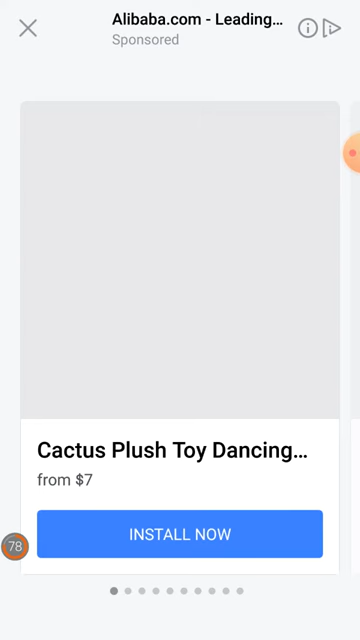 Alibaba.com - Leading...
Sponsored
Cactus Plush Toy Dancing...
from $7
INSTALL NOW
78